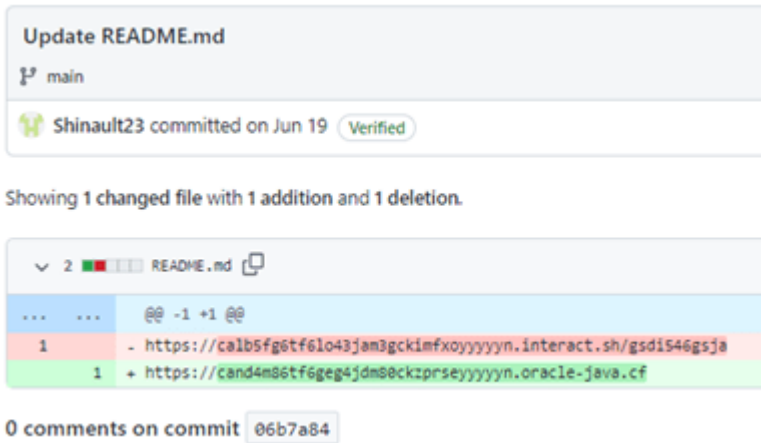 Update README.md
main
Shinault23 committed on Jun 19 Verified
Showing 1 changed file with 1 addition and 1 deletion.
2 README.md
... ... @@ -1 +1 @@
1 - https://calb5fg6tf6lo43jam3gckimfxoyyyyyn.interact.sh/gsdi546gsja
1 + https://cand4m86tf6geg4jdm80ckzprseyyyyyn.oracle-java.cf
0 comments on commit 06b7a84